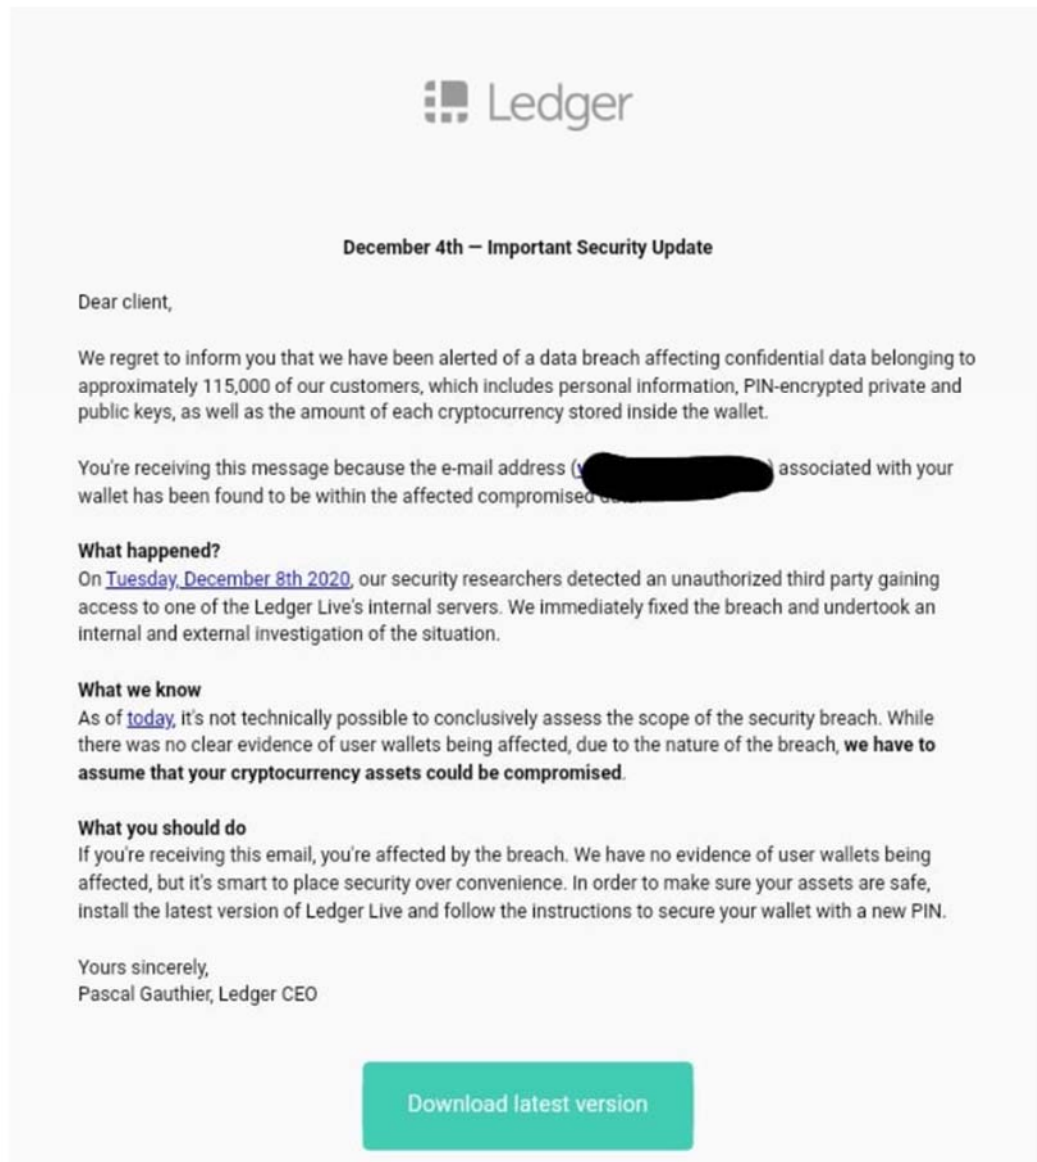 Ledger
December 4th — Important Security Update
Dear client,
We regret to inform you that we have been alerted of a data breach affecting confidential data belonging to
approximately 115,000 of our customers, which includes personal information, PIN-encrypted private and
public keys, as well as the amount of each cryptocurrency stored inside the wallet.
You're receiving this message because the e-mail address ( ) associated with your
wallet has been found to be within the affected compromised
What happened?
On Tuesday, December 8th 2020, our security researchers detected an unauthorized third party gaining
access to one of the Ledger Live's internal servers. We immediately fixed the breach and undertook an
internal and external investigation of the situation.
What we know
As of today, it's not technically possible to conclusively assess the scope of the security breach. While
there was no clear evidence of user wallets being affected, due to the nature of the breach, we have to
assume that your cryptocurrency assets could be compromised.
What you should do
If you're receiving this email, you're affected by the breach. We have no evidence of user wallets being
affected, but it's smart to place security over convenience. In order to make sure your assets are safe,
install the latest version of Ledger Live and follow the instructions to secure your wallet with a new PIN.
Yours sincerely,
Pascal Gauthier, Ledger CEO
Download latest version